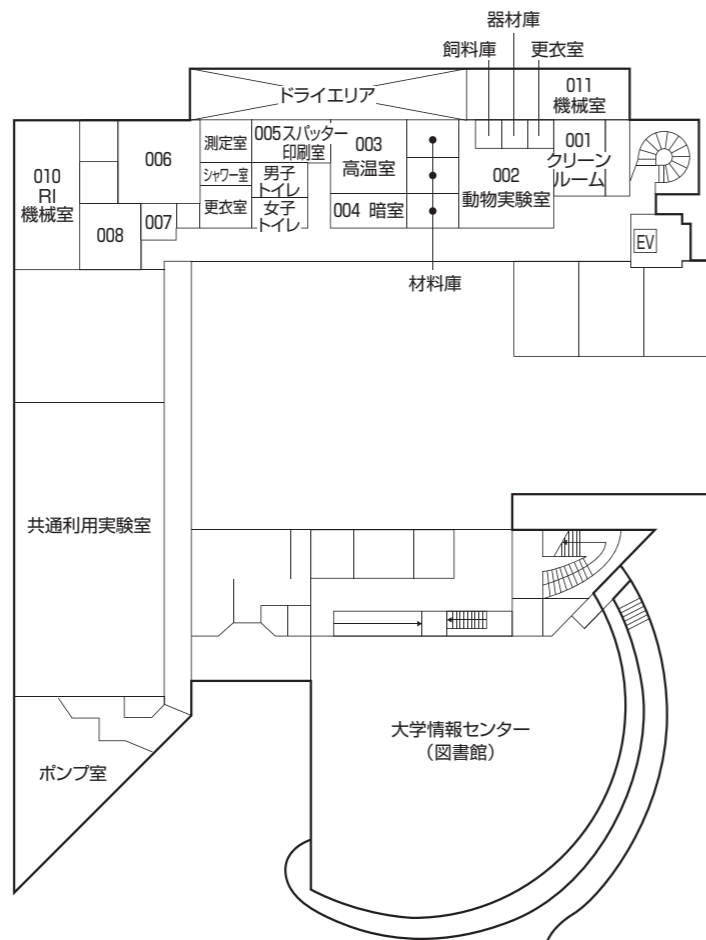 器材庫
飼料庫
更衣室
ドライエリア
011
機械室
測定室
005スパッター
印刷室
003
高温室
001
クリーン
ルーム
006
010
RI
機械室
シャワー室
男子
トイレ
002
動物実験室
更衣室
女子
トイレ
004 暗室
007
008
EV
材料庫
共通利用実験室
大学情報センター
(図書館)
ポンプ室